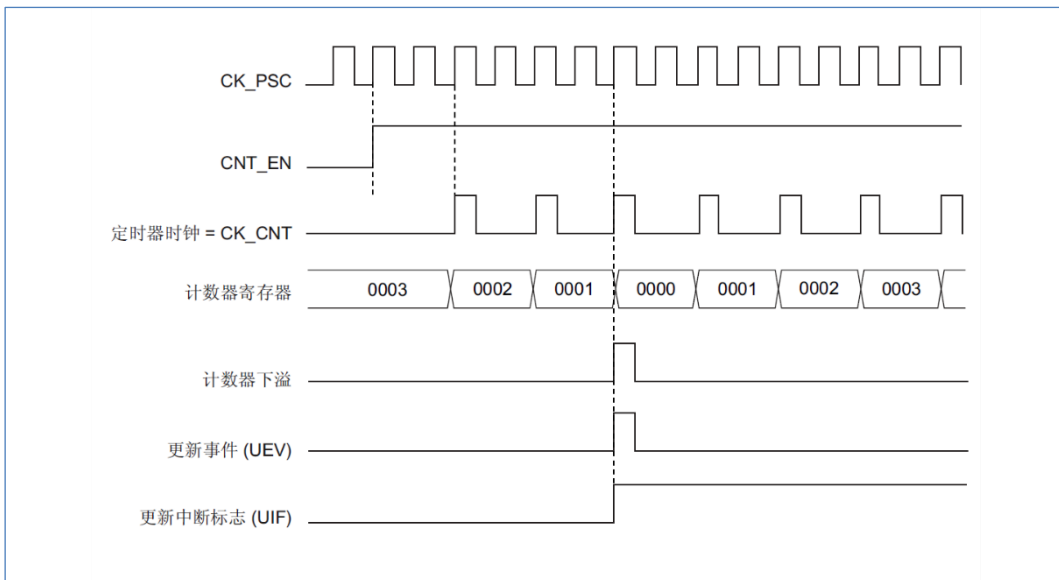 CK_PSC
CNT_EN
定时器时钟 = CK_CNT
计数器寄存器 0003 0002 0001 0000 0001 0002 0003
计数器下溢
更新事件 (UEV)
更新中断标志 (UIF)